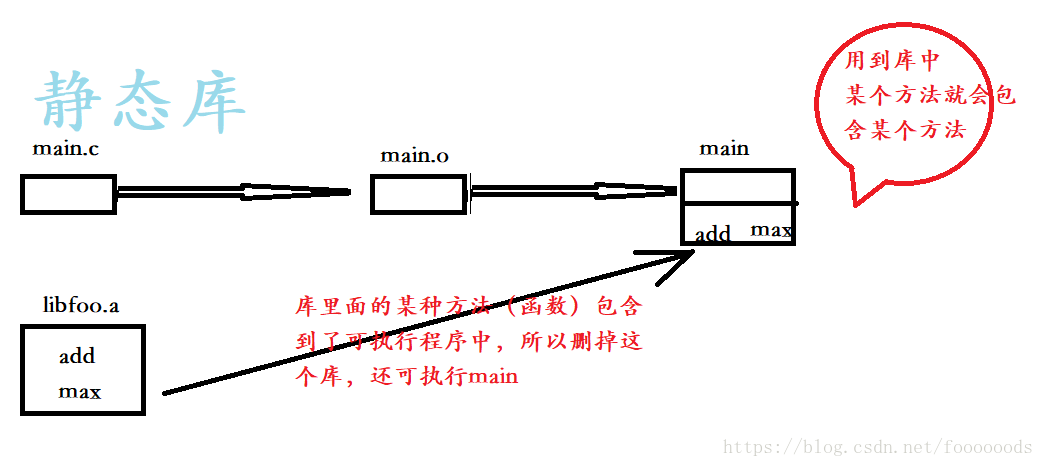 静态库
用到库中
某个方法就会包
含某个方法
main.c
main.o
main
add max
libfoo.a
add
max
库里面的某种方法（函数）包含
到了可执行程序中，所以删掉这
个库，还可执行main
https://blog.csdn.net/foooooods